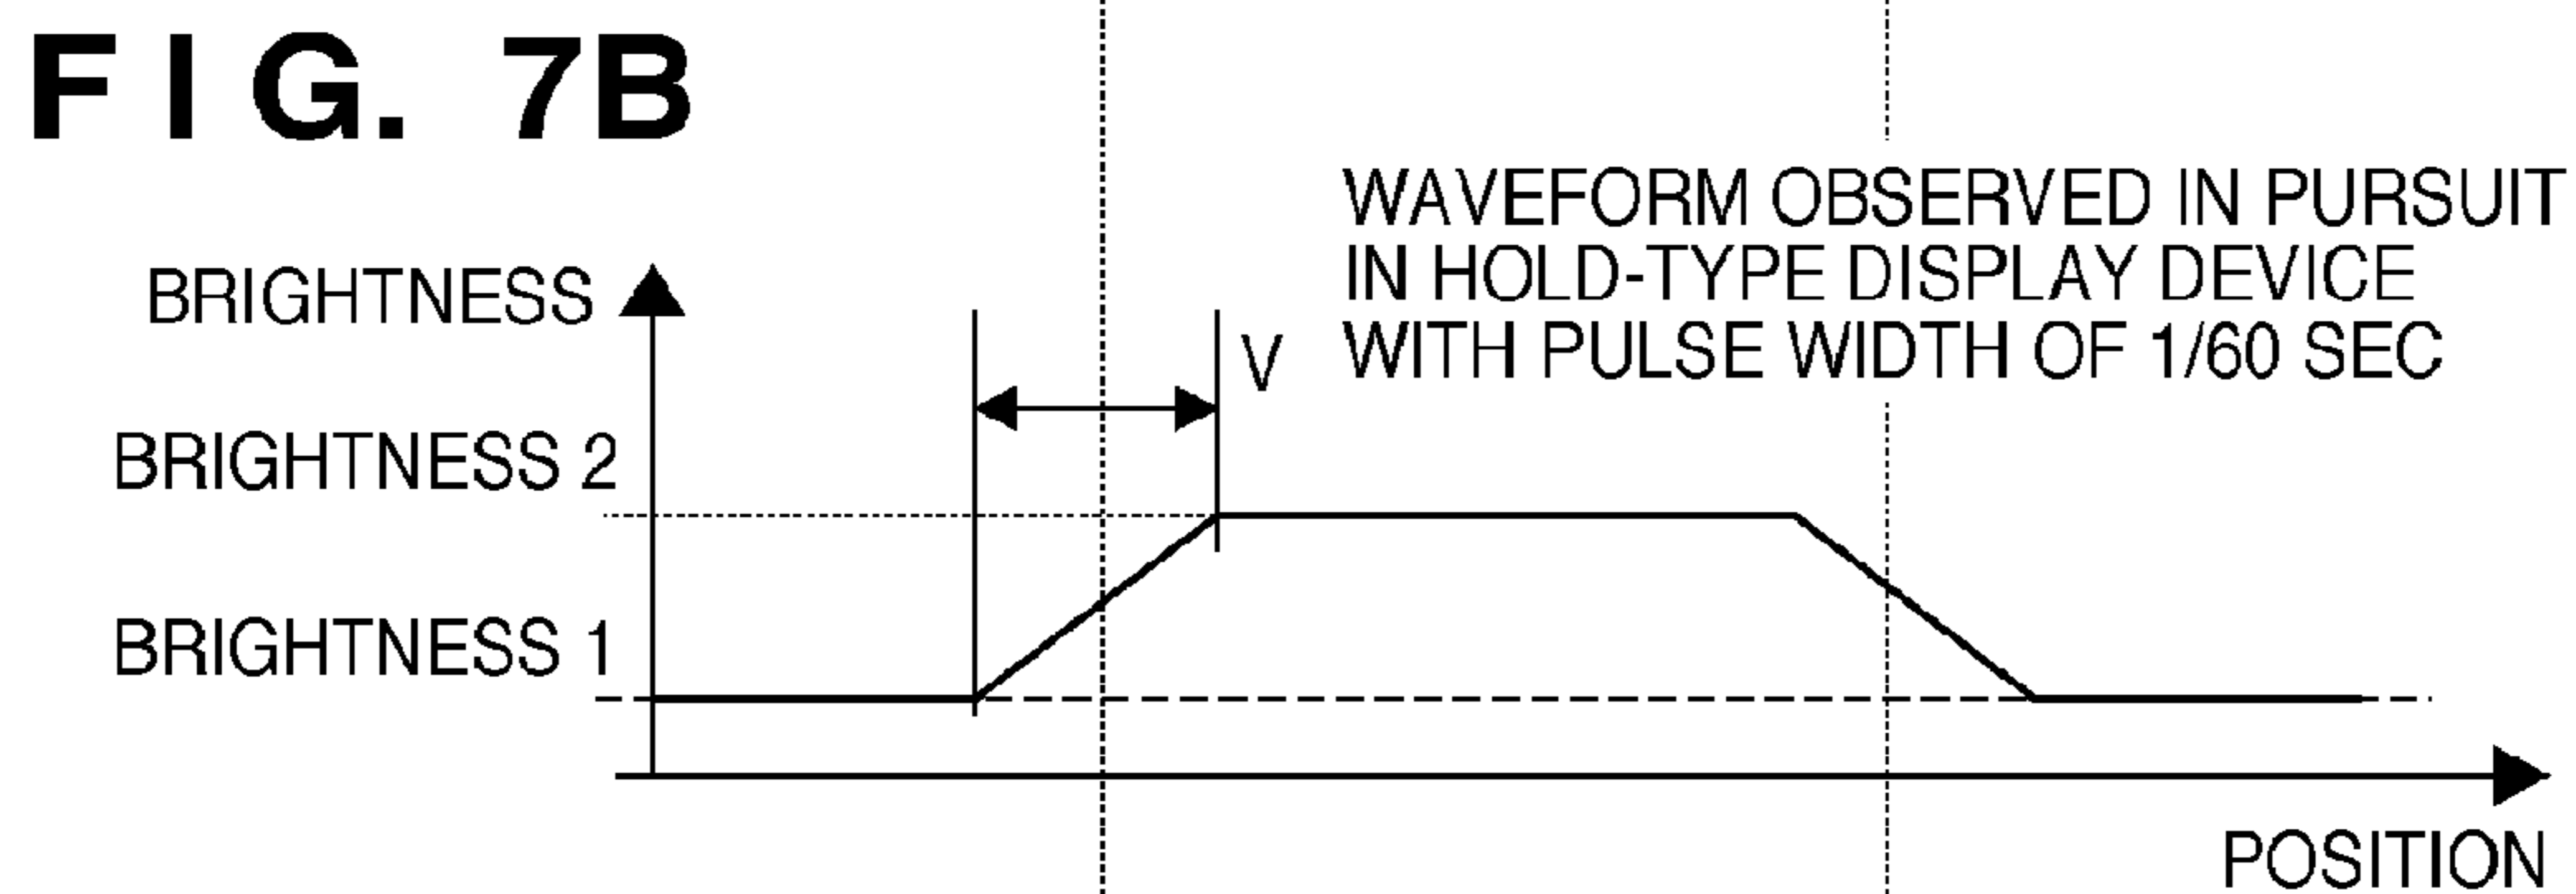 FIG. 7B
WAVEFORM OBSERVED IN PURSUIT
IN HOLD-TYPE DISPLAY DEVICE
WITH PULSE WIDTH OF 1/60 SEC
BRIGHTNESS
V
BRIGHTNESS 2
BRIGHTNESS 1
POSITION